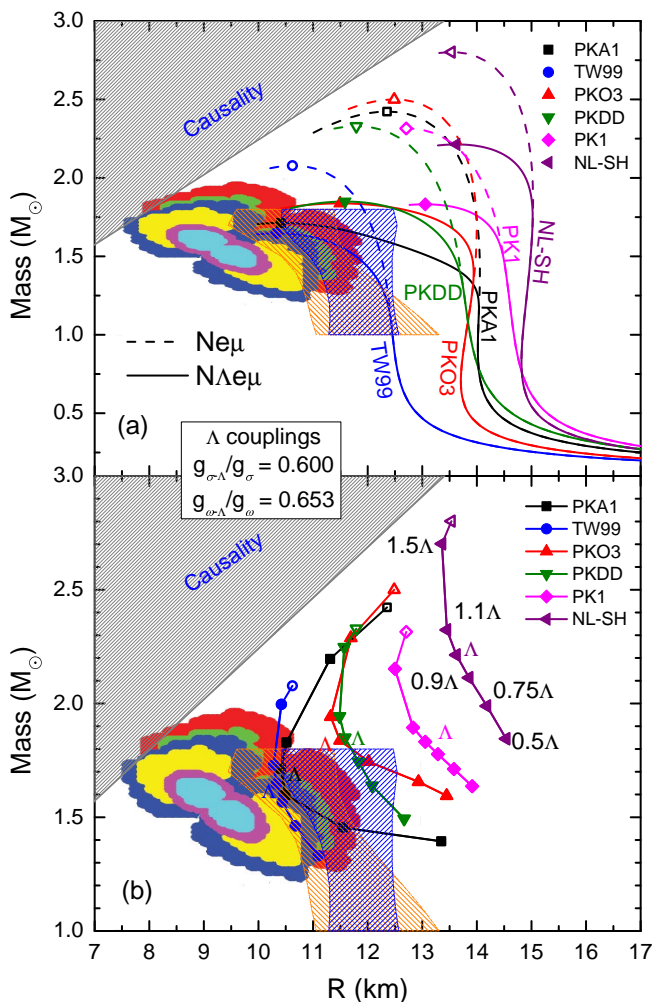 3.0
2.5
2.0
1.5
1.0
0.5
3.0
Mass (M☉)
Causality
PKA1
TW99
PKO3
PKDD
PK1
NL-SH
Neμ
NΛeμ
(a)
TW99
PKDD
PKO3
PKA1
PK1
NL-SH
Λ couplings
g_{σ-Λ}/g_σ = 0.600
g_{ω-Λ}/g_ω = 0.653
2.5
2.0
1.5
1.0
Mass (M☉)
Causality
PKA1
TW99
PKO3
PKDD
PK1
NL-SH
1.5Λ
1.1Λ
Λ
0.9Λ
0.75Λ
0.5Λ
Λ
Λ
Λ
Λ
Λ
(b)
7 8 9 10 11 12 13 14 15 16 17
R (km)